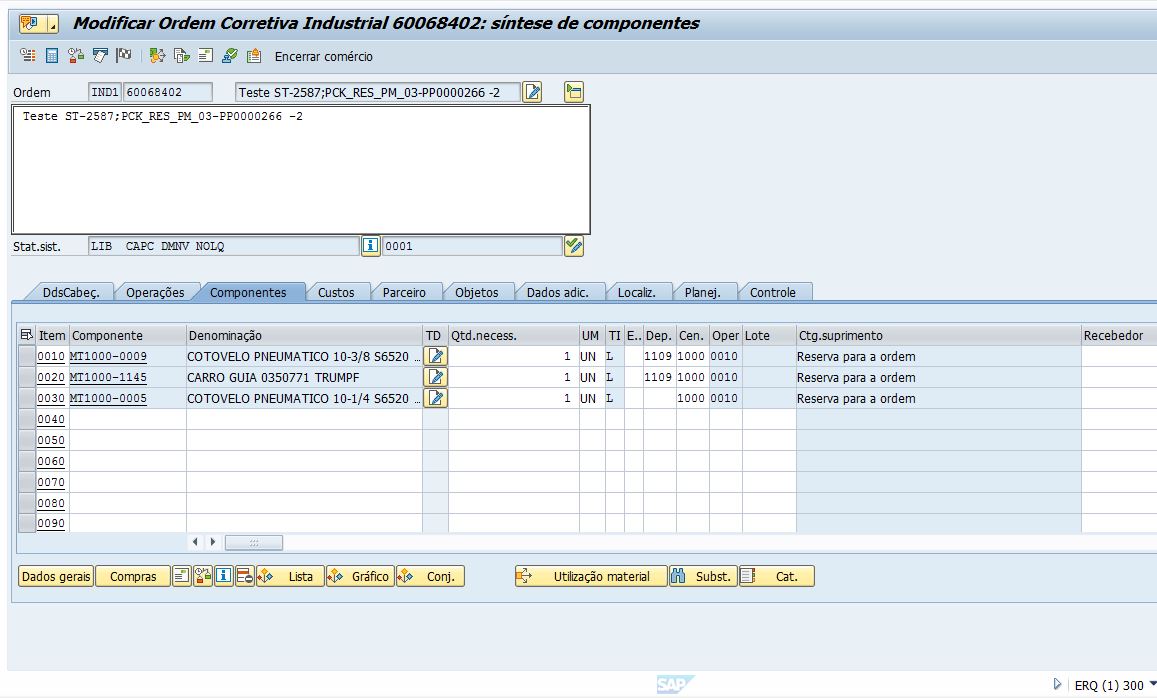 Modificar Ordem Corretiva Industrial 60068402: síntese de componentes
Encerrar comércio
Ordem IND1 60068402 Teste ST-2587;PCK_RES_PM_03-PP0000266 -2
Teste ST-2587;PCK_RES_PM_03-PP0000266 -2
Stat.sist. LIB CAPC DMNV NOLQ 0001
DdsCabeç. Operações Componentes Custos Parceiro Objetos Dados adic. Localiz. Planej. Controle
Item Componente Denominação TD Qtd.necess. UM TI E.. Dep. Cen. Oper Lote Ctg.suprimento Recebedor
0010 MT1000-0009 COTOVELO PNEUMATICO 10-3/8 S6520 ... 1 UN L 1109 1000 0010 Reserva para a ordem
0020 MT1000-1145 CARRO GUIA 0350771 TRUMPF 1 UN L 1109 1000 0010 Reserva para a ordem
0030 MT1000-0005 COTOVELO PNEUMATICO 10-1/4 S6520 ... 1 UN L 1000 0010 Reserva para a ordem
0040
0050
0060
0070
0080
0090
Dados gerais Compras Lista Gráfico Conj. Utilização material Subst. Cat.
SAP ERQ (1) 300